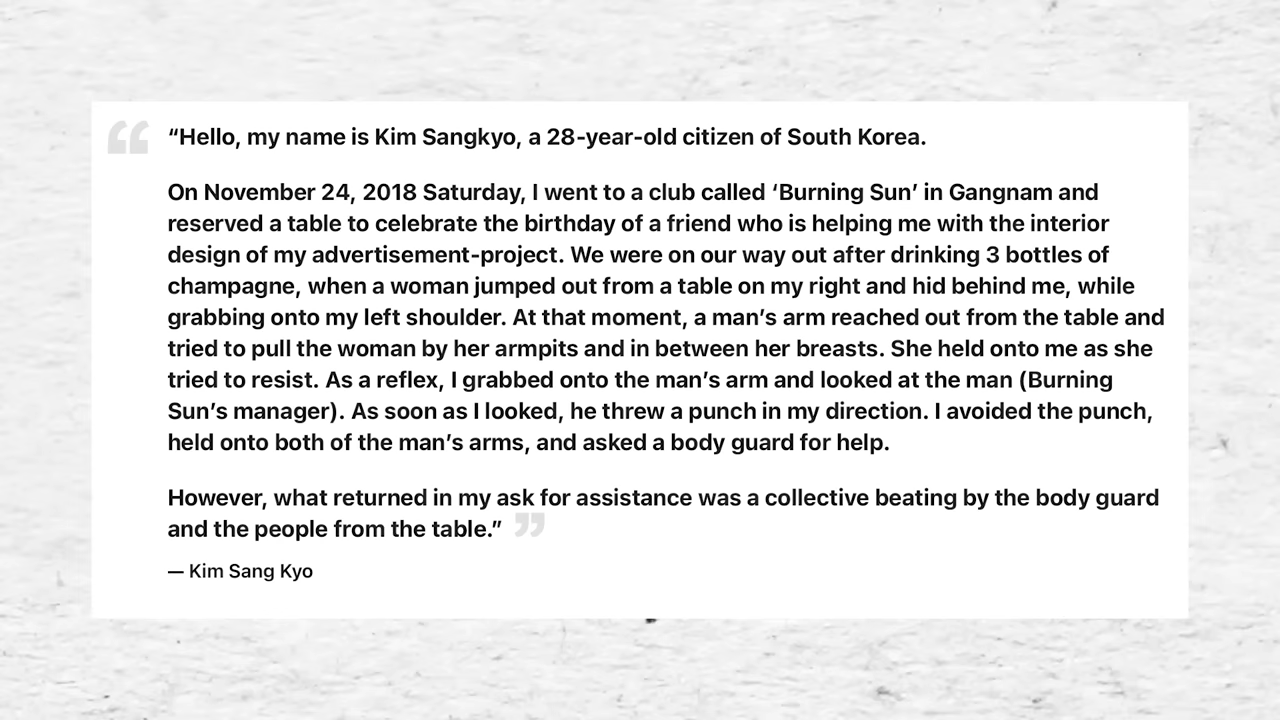 “Hello, my name is Kim Sangkyo, a 28-year-old citizen of South Korea.
On November 24, 2018 Saturday, I went to a club called ‘Burning Sun’ in Gangnam and
reserved a table to celebrate the birthday of a friend who is helping me with the interior
design of my advertisement-project. We were on our way out after drinking 3 bottles of
champagne, when a woman jumped out from a table on my right and hid behind me, while
grabbing onto my left shoulder. At that moment, a man’s arm reached out from the table and
tried to pull the woman by her armpits and in between her breasts. She held onto me as she
tried to resist. As a reflex, I grabbed onto the man’s arm and looked at the man (Burning
Sun’s manager). As soon as I looked, he threw a punch in my direction. I avoided the punch,
held onto both of the man’s arms, and asked a body guard for help.
However, what returned in my ask for assistance was a collective beating by the body guard
and the people from the table.”
— Kim Sang Kyo